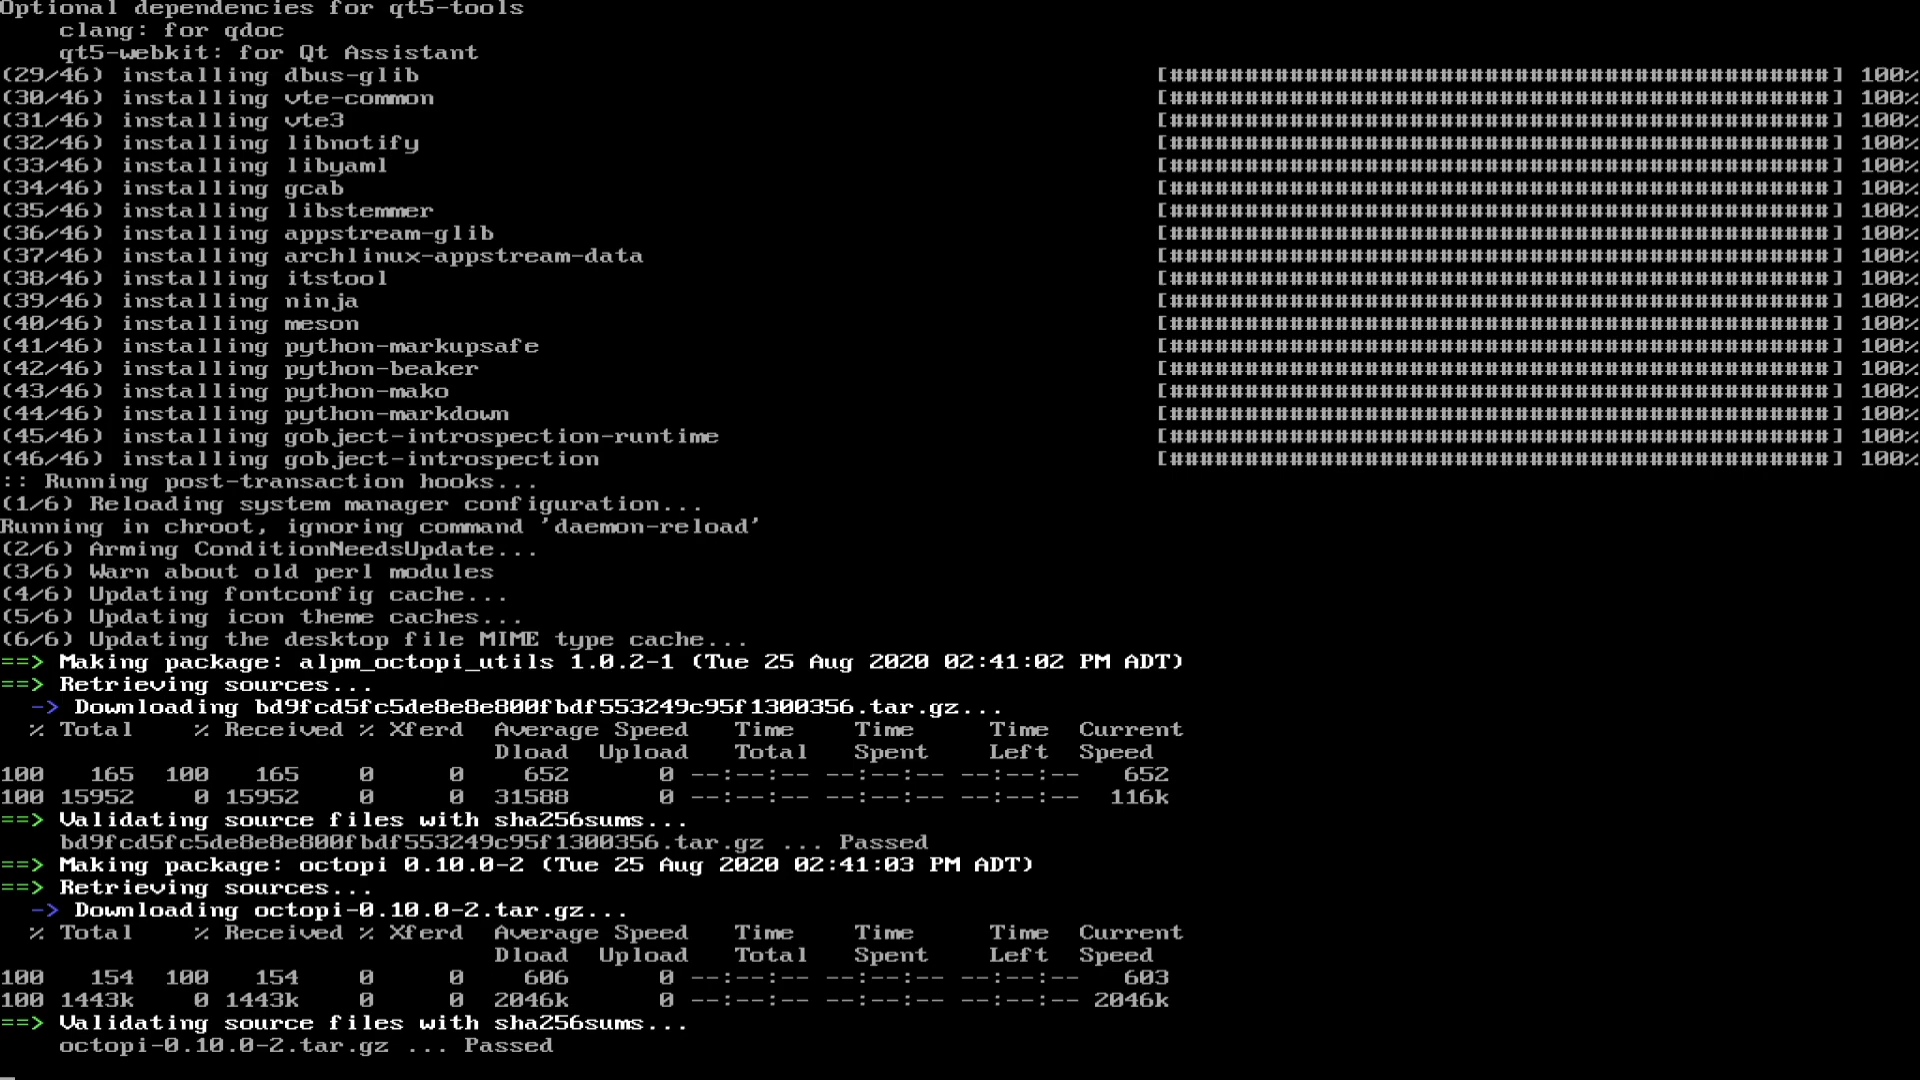 Optional dependencies for qt5-tools
    clang: for qdoc
    qt5-webkit: for Qt Assistant
(29/46) installing dbus-glib [############################################] 100%
(30/46) installing vte-common [############################################] 100%
(31/46) installing vte3 [############################################] 100%
(32/46) installing libnotify [############################################] 100%
(33/46) installing libyaml [############################################] 100%
(34/46) installing gcab [############################################] 100%
(35/46) installing libstemmer [############################################] 100%
(36/46) installing appstream-glib [############################################] 100%
(37/46) installing archlinux-appstream-data [############################################] 100%
(38/46) installing itstool [############################################] 100%
(39/46) installing ninja [############################################] 100%
(40/46) installing meson [############################################] 100%
(41/46) installing python-markupsafe [############################################] 100%
(42/46) installing python-beaker [############################################] 100%
(43/46) installing python-mako [############################################] 100%
(44/46) installing python-markdown [############################################] 100%
(45/46) installing gobject-introspection-runtime [############################################] 100%
(46/46) installing gobject-introspection [############################################] 100%
:: Running post-transaction hooks...
(1/6) Reloading system manager configuration...
Running in chroot, ignoring command 'daemon-reload'
(2/6) Arming ConditionNeedsUpdate...
(3/6) Warn about old perl modules
(4/6) Updating fontconfig cache...
(5/6) Updating icon theme caches...
(6/6) Updating the desktop file MIME type cache...
==> Making package: alpm_octopi_utils 1.0.2-1 (Tue 25 Aug 2020 02:41:02 PM ADT)
==> Retrieving sources...
  -> Downloading bd9fcd5fc5de8e8e800fbdf553249c95f1300356.tar.gz...
  % Total    % Received % Xferd  Average Speed   Time    Time     Time  Current
                                 Dload  Upload   Total   Spent    Left  Speed
100   165  100   165    0     0    652      0 --:--:-- --:--:-- --:--:--   652
100 15952    0 15952    0     0  31588      0 --:--:-- --:--:-- --:--:--  116k
==> Validating source files with sha256sums...
    bd9fcd5fc5de8e8e800fbdf553249c95f1300356.tar.gz ... Passed
==> Making package: octopi 0.10.0-2 (Tue 25 Aug 2020 02:41:03 PM ADT)
==> Retrieving sources...
  -> Downloading octopi-0.10.0-2.tar.gz...
  % Total    % Received % Xferd  Average Speed   Time    Time     Time  Current
                                 Dload  Upload   Total   Spent    Left  Speed
100   154  100   154    0     0    606      0 --:--:-- --:--:-- --:--:--   603
100 1443k    0 1443k    0     0  2046k      0 --:--:-- --:--:-- --:--:-- 2046k
==> Validating source files with sha256sums...
    octopi-0.10.0-2.tar.gz ... Passed